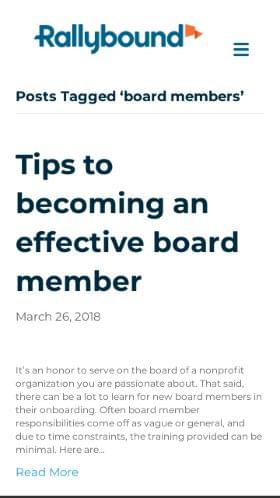 Rallybound
Posts Tagged ‘board members’
Tips to
becoming an
effective board
member
March 26, 2018
It’s an honor to serve on the board of a nonprofit
organization you are passionate about. That said,
there can be a lot to learn for new board members in
their onboarding. Often board member
responsibilities come off as vague or general, and
due to time constraints, the training provided can be
minimal. Here are...
Read More